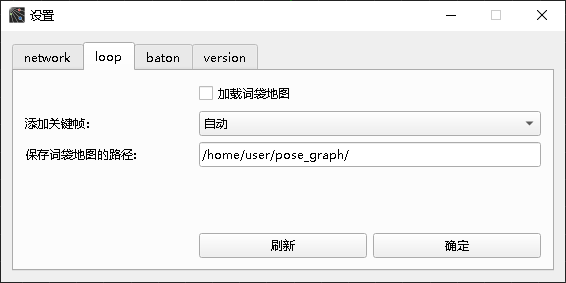 设置
network loop baton version
加载词袋地图
添加关键帧: 自动
保存词袋地图的路径: /home/user/pose_graph/
刷新 确定